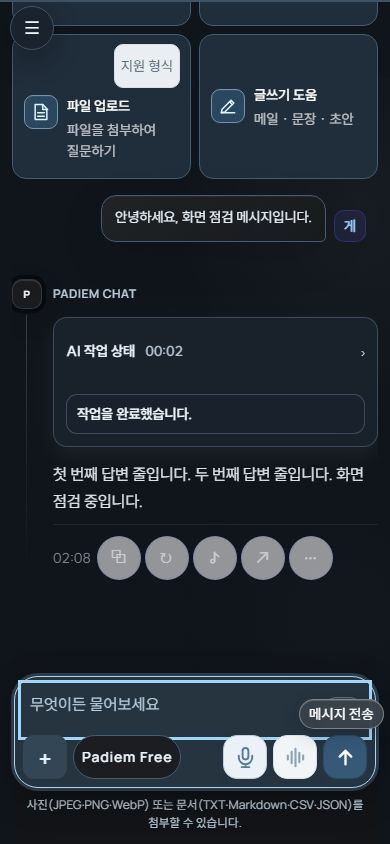 지원 형식
파일 업로드
파일을 첨부하여
질문하기
글쓰기 도움
메일 · 문장 · 초안
안녕하세요, 화면 점검 메시지입니다.
게
P
PADIEM CHAT
AI 작업 상태 00:02
작업을 완료했습니다.
첫 번째 답변 줄입니다. 두 번째 답변 줄입니다. 화면
점검 중입니다.
02:08
무엇이든 물어보세요
메시지 전송
Padiem Free
사진(JPEG·PNG·WebP) 또는 문서(TXT·Markdown·CSV·JSON)를
첨부할 수 있습니다.